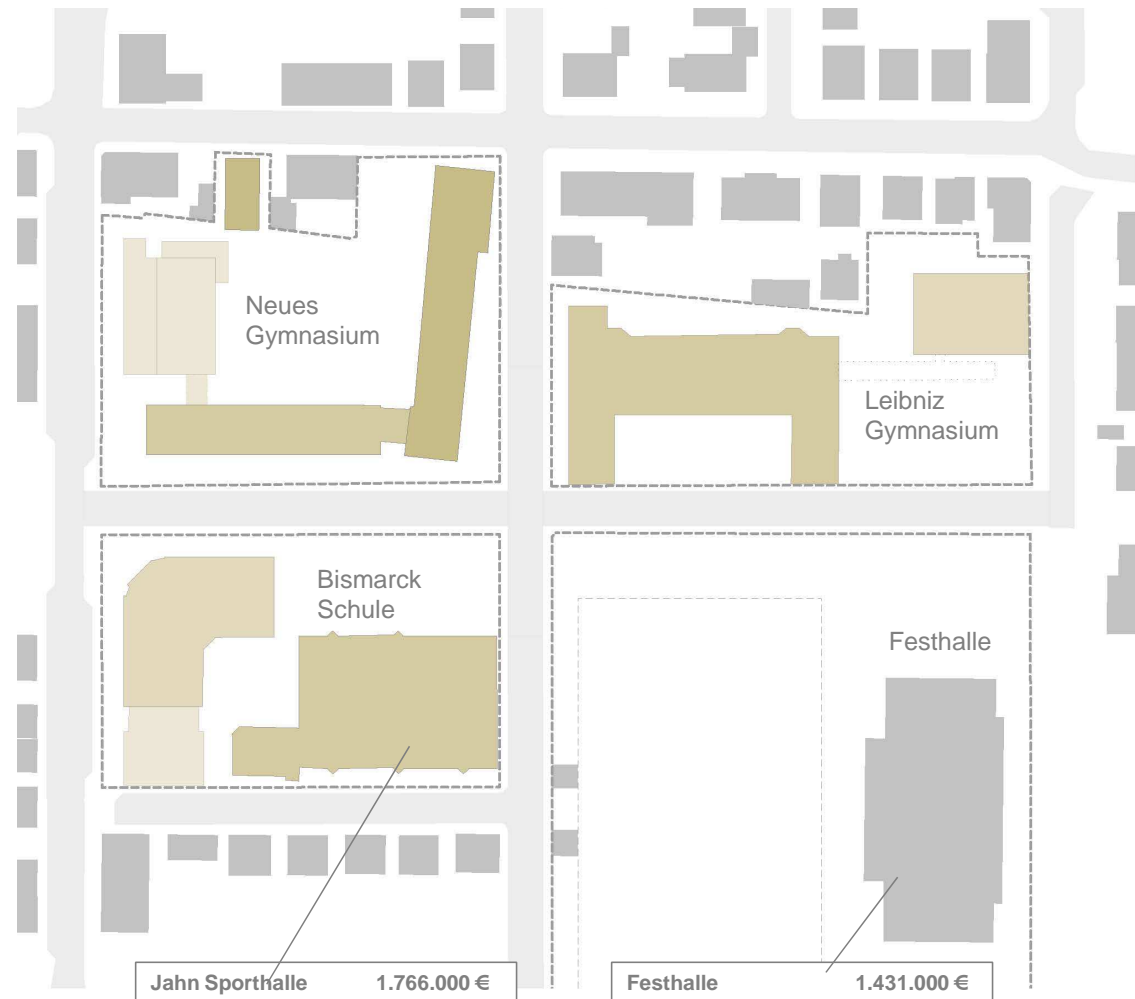 Neues
Gymnasium
Leibniz
Gymnasium
Bismarck
Schule
Festhalle
Jahn Sporthalle 1.766.000 €
Festhalle 1.431.000 €